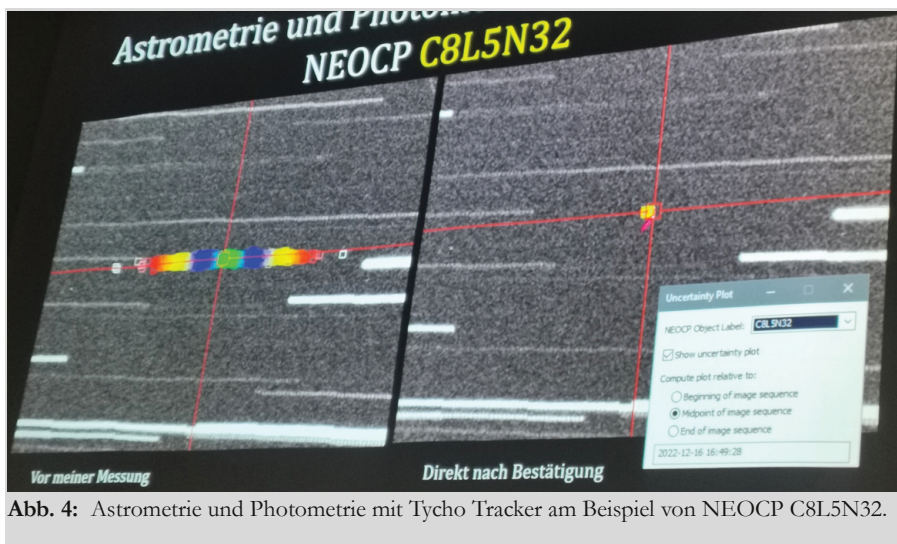 Astrometrie und
NEOCP C8L5N32
Uncertainty Plot
NEOCP Object Label: C8L5N32
Show uncertainty plot
Compute plot relative to:
Beginning of image sequence
Midpoint of image sequence
End of image sequence
2022-12-16 16:49:28
Vor meiner Messung
Direkt nach Bestätigung
Abb. 4: Astrometrie und Photometrie mit Tycho Tracker am Beispiel von NEOCP C8L5N32.